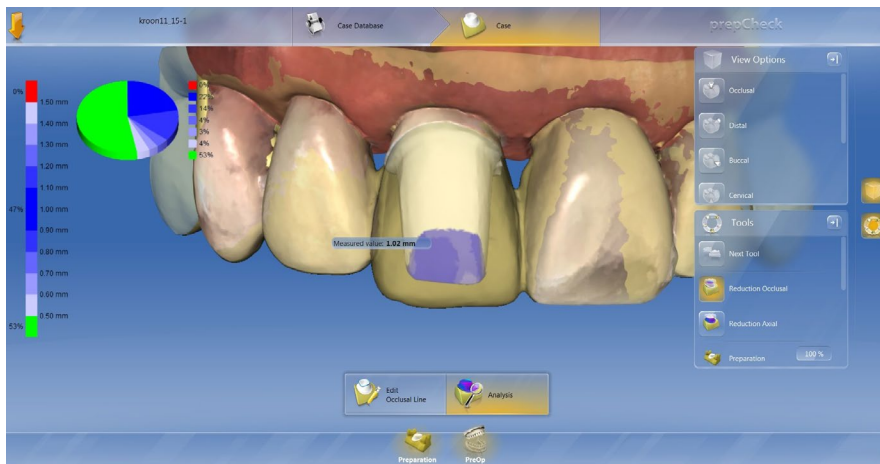 kroon11_15-1
Case Database
Case
prepCheck
View Options
Occlusal
Distal
Buccal
Cervical
Tools
Next Tool
Reduction Occlusal
Reduction Axial
Preparation
100 %
0%
1.50 mm
1.40 mm
1.30 mm
1.20 mm
1.10 mm
47%
1.00 mm
0.90 mm
0.80 mm
0.70 mm
0.60 mm
0.50 mm
53%
0%
22%
14%
4%
3%
4%
53%
Measured value: 1.02 mm
Edit
Occlusal Line
Analysis
Preparation
PreOp